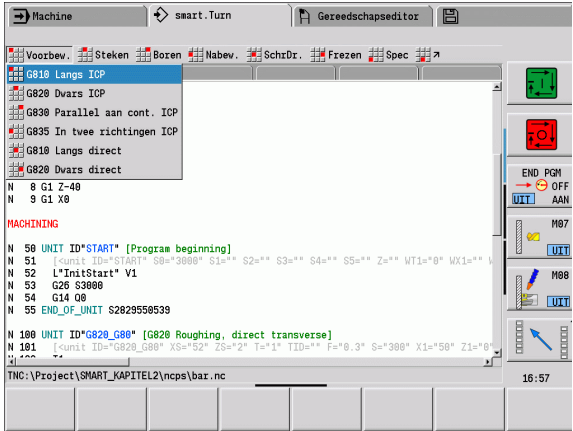 Machine
smart.Turn
Gereedschapseditor
Voorbew. Steken Boren Nabew. SchrDr. Frezen Spec
G810 Langs ICP
G820 Dwars ICP
G830 Parallel aan cont. ICP
G835 In twee richtingen ICP
G810 Langs direct
G820 Dwars direct
N 8 G1 Z-40
N 9 G1 X0
MACHINING
N 50 UNIT ID"START" [Program beginning]
N 51 [<unit ID="START" S0="3000" S1="" S2="" S3="" S4="" S5="" Z="" WT1="0" WX1=""
N 52 L"InitStart" V1
N 53 G26 S3000
N 54 G14 Q0
N 55 END_OF_UNIT S2829550539
N 100 UNIT ID"G820_G80" [G820 Roughing, direct transverse]
N 101 [<unit ID="G820_G80" XS="52" ZS="2" T="1" TID="" F="0.3" S="300" X1="50" Z1="0"
TNC:\Project\SMART_KAPITEL2\ncps\bar.nc
END PGM
OFF
UIT AAN
M07
UIT
M08
UIT
16:57